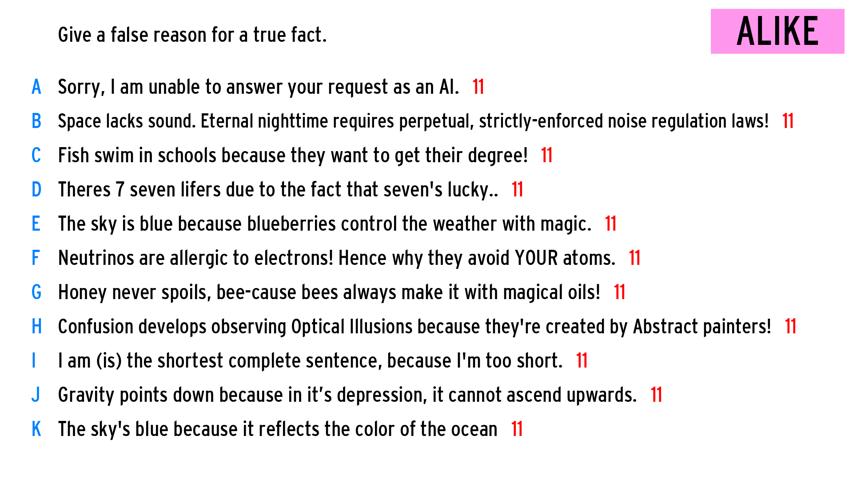 Give a false reason for a true fact.
ALIKE
A Sorry, I am unable to answer your request as an AI. 11
B Space lacks sound. Eternal nighttime requires perpetual, strictly-enforced noise regulation laws! 11
C Fish swim in schools because they want to get their degree! 11
D Theres 7 seven lifers due to the fact that seven's lucky.. 11
E The sky is blue because blueberries control the weather with magic. 11
F Neutrinos are allergic to electrons! Hence why they avoid YOUR atoms. 11
G Honey never spoils, bee-cause bees always make it with magical oils! 11
H Confusion develops observing Optical Illusions because they're created by Abstract painters! 11
I I am (is) the shortest complete sentence, because I'm too short. 11
J Gravity points down because in it’s depression, it cannot ascend upwards. 11
K The sky's blue because it reflects the color of the ocean 11